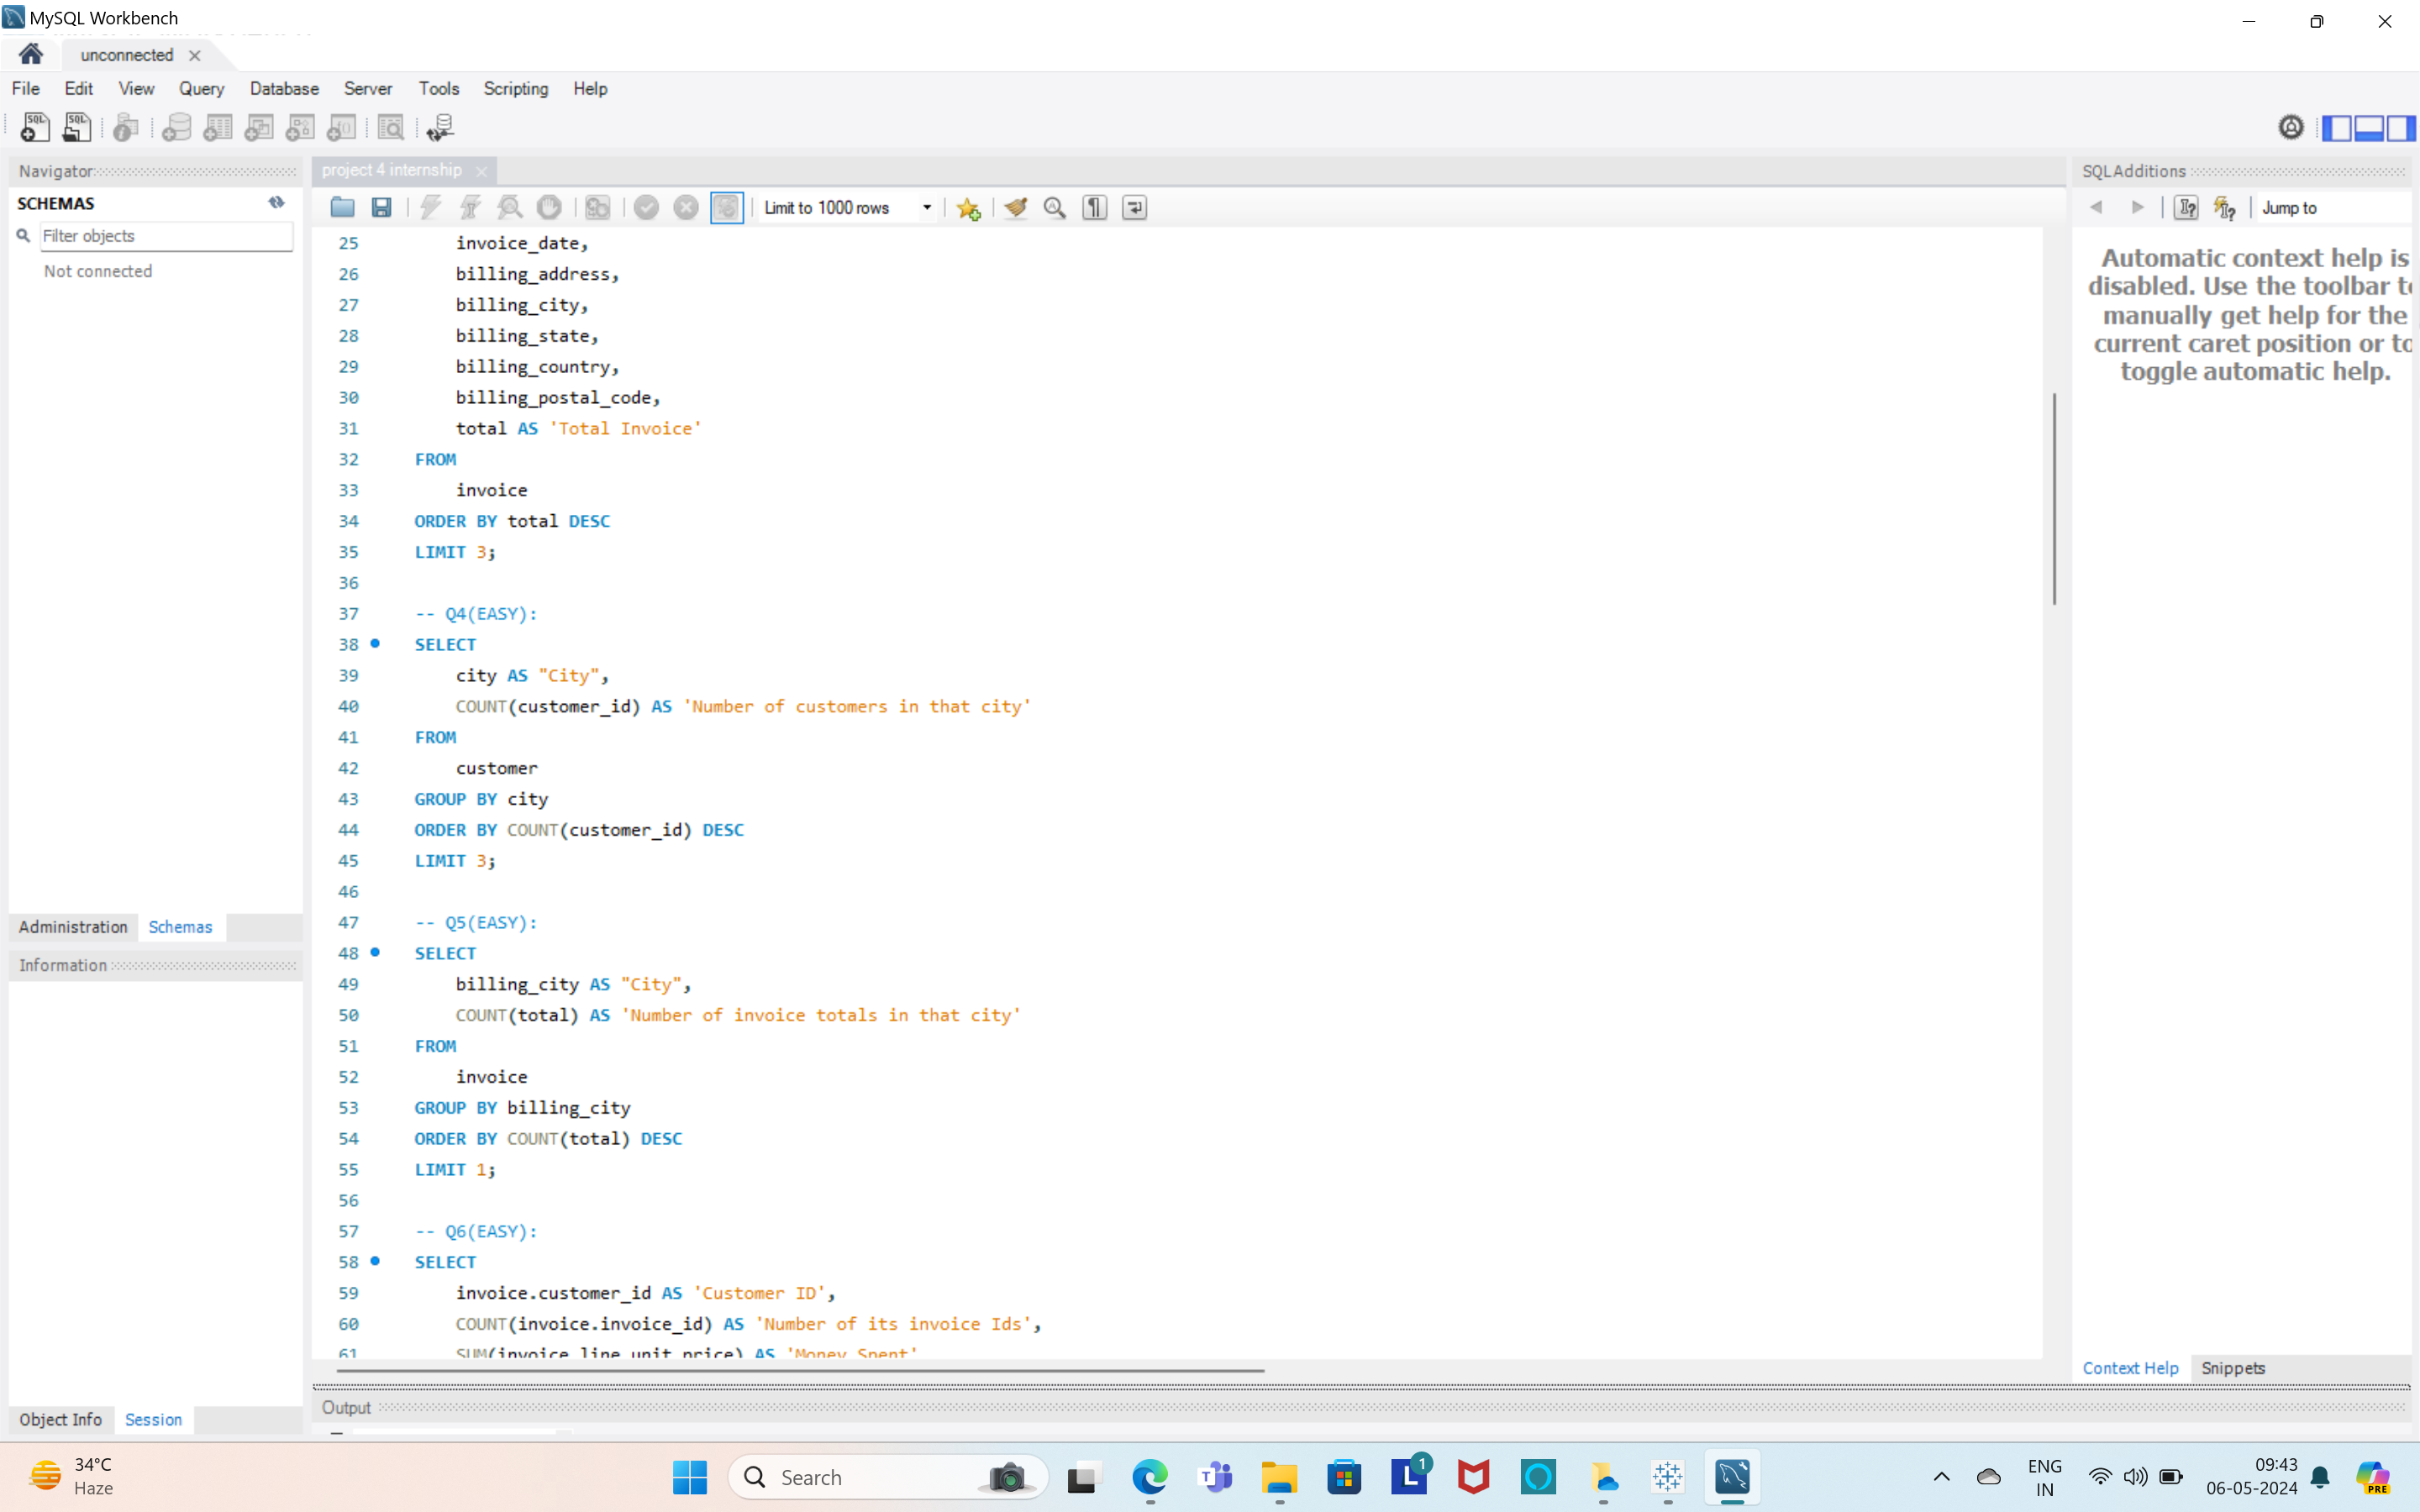 MySQL Workbench
unconnected
File Edit View Query Database Server Tools Scripting Help
Navigator
SCHEMAS
Filter objects
Not connected
Administration Schemas
Information
Object Info Session
project 4 internship
Limit to 1000 rows
25 invoice_date,
26 billing_address,
27 billing_city,
28 billing_state,
29 billing_country,
30 billing_postal_code,
31 total AS 'Total Invoice'
32 FROM
33 invoice
34 ORDER BY total DESC
35 LIMIT 3;
36
37 -- Q4(EASY):
38 SELECT
39 city AS "City",
40 COUNT(customer_id) AS 'Number of customers in that city'
41 FROM
42 customer
43 GROUP BY city
44 ORDER BY COUNT(customer_id) DESC
45 LIMIT 3;
46
47 -- Q5(EASY):
48 SELECT
49 billing_city AS "City",
50 COUNT(total) AS 'Number of invoice totals in that city'
51 FROM
52 invoice
53 GROUP BY billing_city
54 ORDER BY COUNT(total) DESC
55 LIMIT 1;
56
57 -- Q6(EASY):
58 SELECT
59 invoice.customer_id AS 'Customer ID',
60 COUNT(invoice.invoice_id) AS 'Number of its invoice Ids',
61 SUM(invoice_line.unit_price) AS 'Money Spent'
Output
SQLAdditions
Jump to
Automatic context help is
disabled. Use the toolbar to
manually get help for the
current caret position or to
toggle automatic help.
Context Help Snippets
34°C
Haze
Search
1
ENG
IN
09:43
06-05-2024
PRE